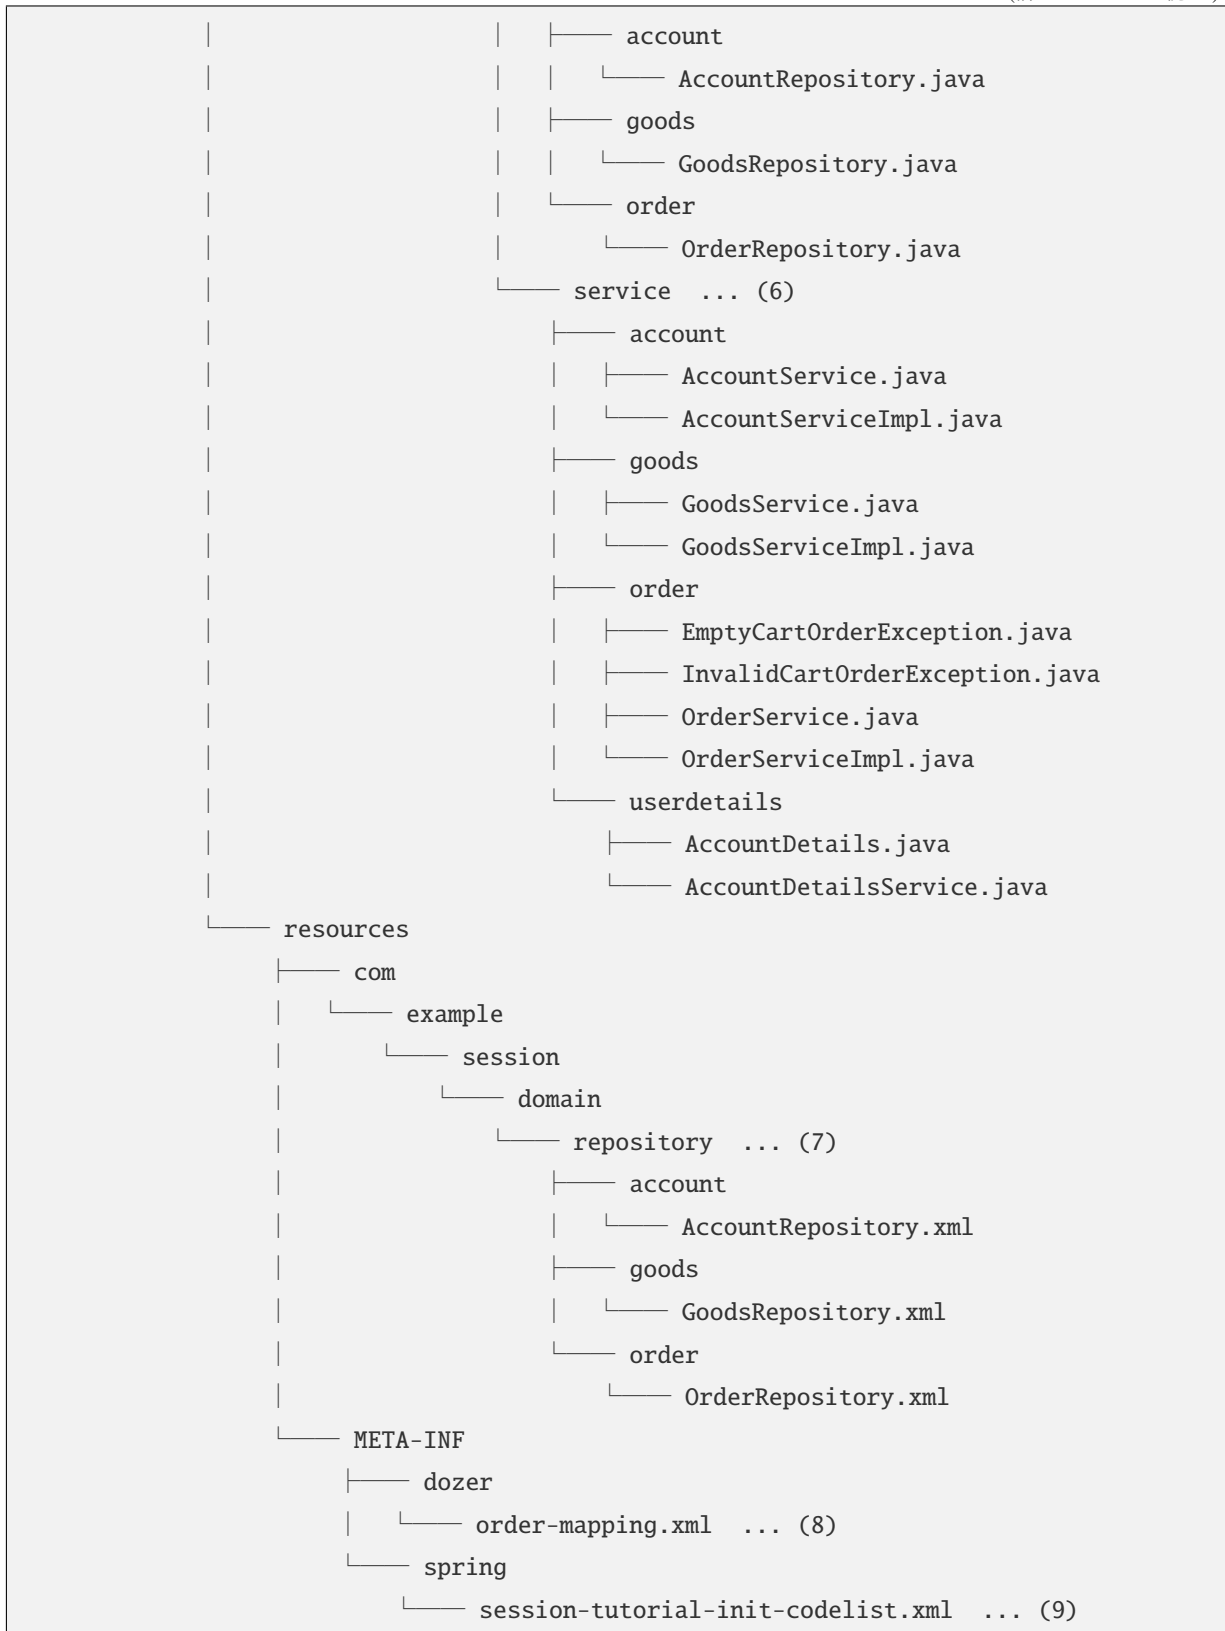 │ │ ├── account
│ │ │ └── AccountRepository.java
│ │ ├── goods
│ │ │ └── GoodsRepository.java
│ │ └── order
│ │ └── OrderRepository.java
│ └── service ... (6)
│ ├── account
│ │ ├── AccountService.java
│ │ └── AccountServiceImpl.java
│ ├── goods
│ │ ├── GoodsService.java
│ │ └── GoodsServiceImpl.java
│ ├── order
│ │ ├── EmptyCartOrderException.java
│ │ ├── InvalidCartOrderException.java
│ │ ├── OrderService.java
│ │ └── OrderServiceImpl.java
│ └── userdetails
│ ├── AccountDetails.java
│ └── AccountDetailsService.java
└── resources
├── com
│ └── example
│ └── session
│ └── domain
│ └── repository ... (7)
│ ├── account
│ │ └── AccountRepository.xml
│ ├── goods
│ │ └── GoodsRepository.xml
│ └── order
│ └── OrderRepository.xml
└── META-INF
├── dozer
│ └── order-mapping.xml ... (8)
└── spring
└── session-tutorial-init-codelist.xml ... (9)